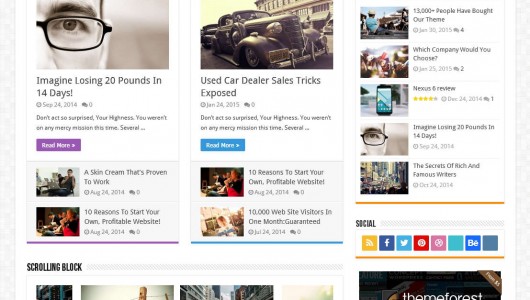 Imagine Losing 20 Pounds In
14 Days!
Sep 24, 2014 0
Don't act so surprised, Your Highness. You weren't
on any mercy mission this time. Several ...
Read More »
A Skin Cream That's Proven
To Work
Aug 24, 2014 0
10 Reasons To Start Your
Own, Profitable Website!
Aug 24, 2014 0
Used Car Dealer Sales Tricks
Exposed
Jan 24, 2015 0
Don't act so surprised, Your Highness. You weren't
on any mercy mission this time. Several ...
Read More »
10 Reasons To Start Your
Own, Profitable Website!
Aug 24, 2014 0
10,000 Web Site Visitors In
One Month:Guaranteed
Jul 24, 2014 0
SCROLLING BLOCK
13,000+ People Have Bought
Our Theme
Jan 30, 2015 4
Which Company Would You
Choose?
Jan 25, 2015 2
Nexus 6 review
Dec 24, 2014 1
Imagine Losing 20 Pounds In
14 Days!
Sep 24, 2014
The Secrets Of Rich And
Famous Writers
Oct 24, 2014
SOCIAL
Bē
themeforest